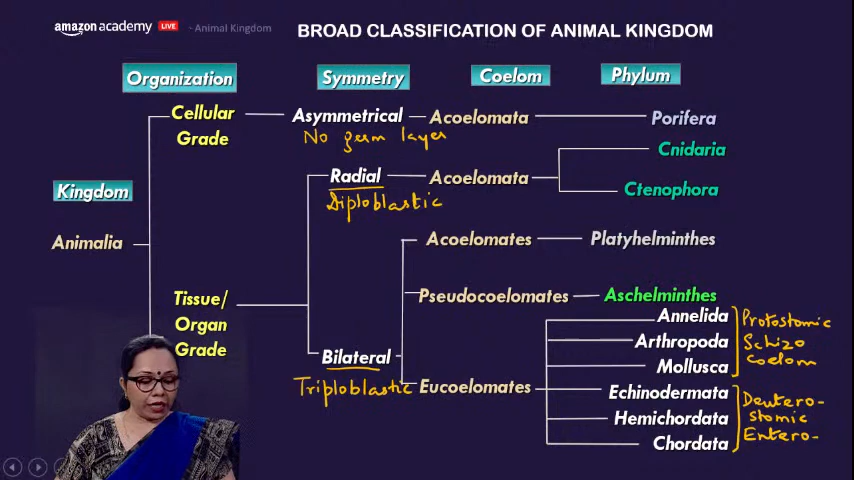 amazon academy LIVE - Animal Kingdom
BROAD CLASSIFICATION OF ANIMAL KINGDOM
Organization Symmetry Coelom Phylum
Cellular
Grade
Asymmetrical
No germ layer
Acoelomata
Porifera
Kingdom
Animalia
Radial
Diploblastic
Acoelomata
Cnidaria
Ctenophora
Tissue/
Organ
Grade
Bilateral
Triploblastic
Acoelomates
Platyhelminthes
Pseudocoelomates
Aschelminthes
Eucoelomates
Annelida
Arthropoda
Mollusca
Protostomic
Schizo
Coelom
Echinodermata
Hemichordata
Chordata
Deutero-
stomic
Entero-